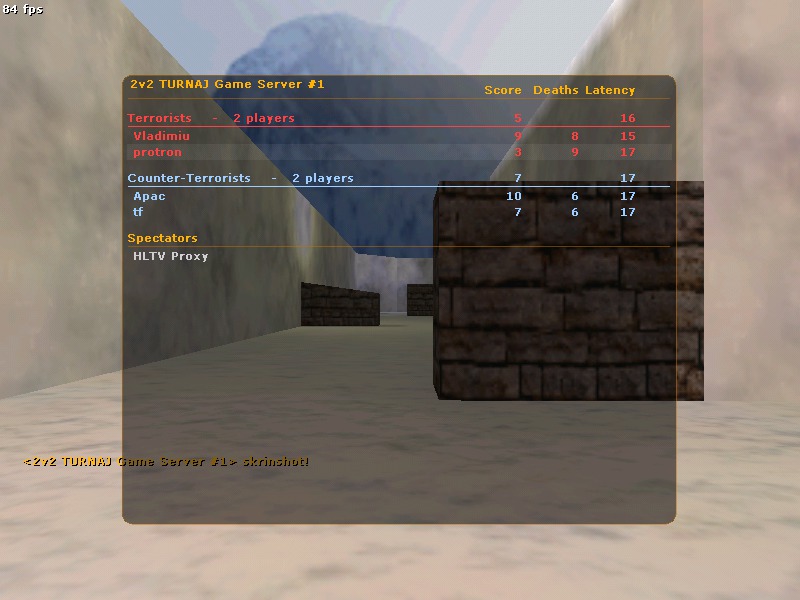 84 fps
2v2 TURNAJ Game Server #1 Score Deaths Latency
Terrorists - 2 players 5 16
Vladimiu 9 8 15
protron 3 9 17
Counter-Terrorists - 2 players 7 17
Apac 10 6 17
tf 7 6 17
Spectators
HLTV Proxy
<2v2 TURNAJ Game Server #1> skrinshot!